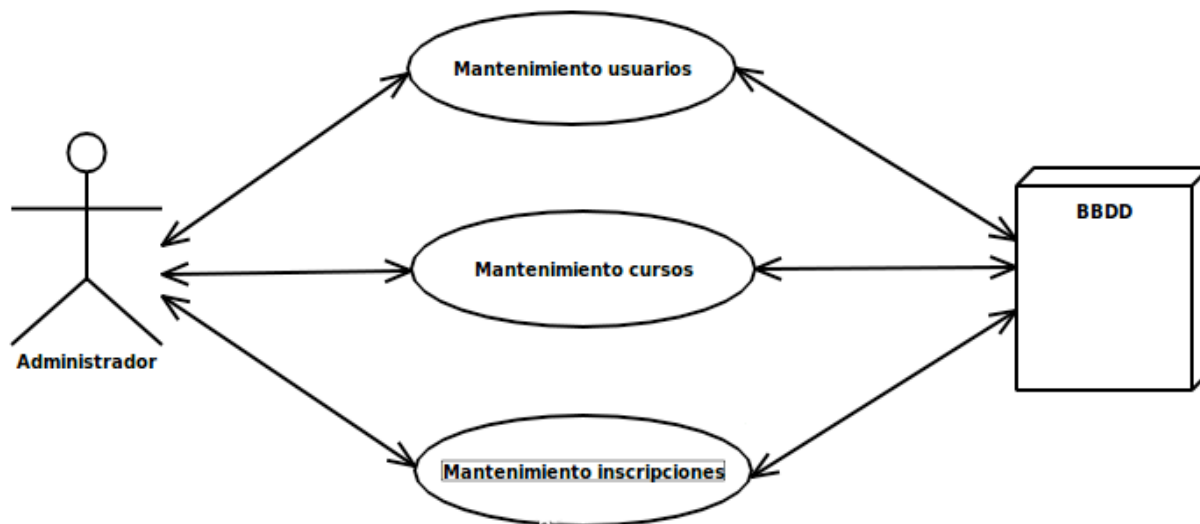 Mantenimiento usuarios
BBDD
Mantenimiento cursos
Administrador
Mantenimiento inscripciones